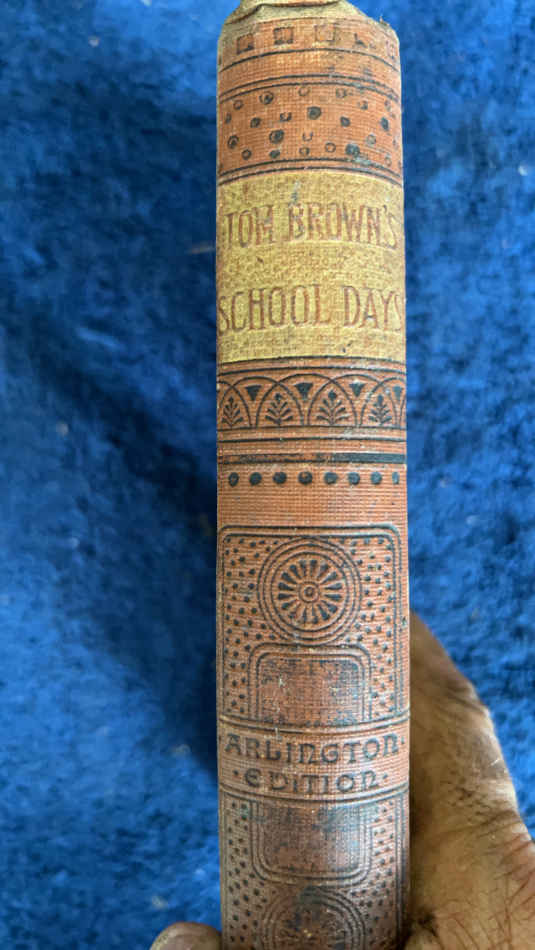 TOM BROWN'S
SCHOOL DAYS
ARLINGTON
·EDITION·